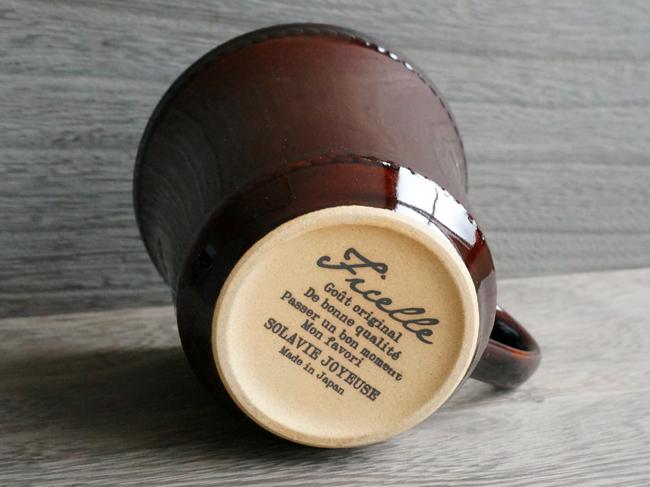 Ficelle
Goût original
De bonne qualité
Passer un bon moment
Mon favori
SOLAVIE JOYEUSE
Made in Japan